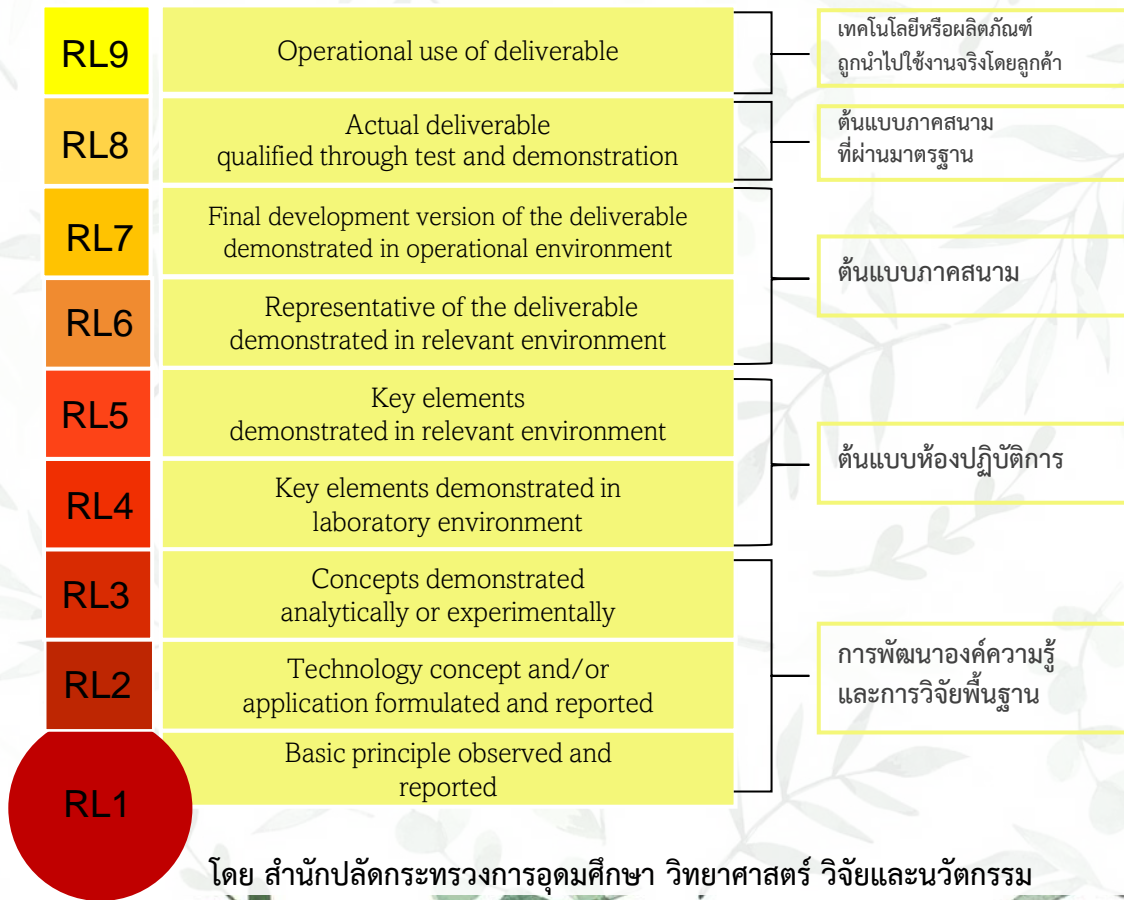 RL9
Operational use of deliverable
เทคโนโลยีหรือผลิตภัณฑ์
ถูกนำไปใช้งานจริงโดยลูกค้า
RL8
Actual deliverable
qualified through test and demonstration
ต้นแบบภาคสนาม
ที่ผ่านมาตรฐาน
RL7
Final development version of the deliverable
demonstrated in operational environment
ต้นแบบภาคสนาม
RL6
Representative of the deliverable
demonstrated in relevant environment
RL5
Key elements
demonstrated in relevant environment
ต้นแบบห้องปฏิบัติการ
RL4
Key elements demonstrated in
laboratory environment
RL3
Concepts demonstrated
analytically or experimentally
การพัฒนาองค์ความรู้
และการวิจัยพื้นฐาน
RL2
Technology concept and/or
application formulated and reported
RL1
Basic principle observed and
reported
โดย สำนักปลัดกระทรวงการอุดมศึกษา วิทยาศาสตร์ วิจัยและนวัตกรรม